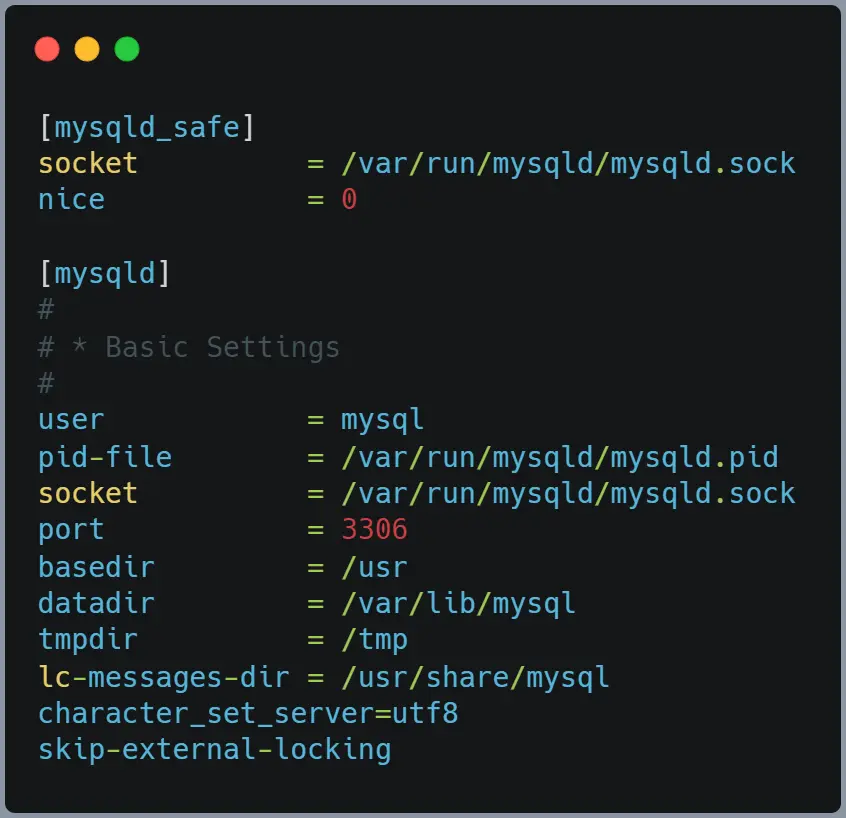 [mysqld_safe]
socket          = /var/run/mysqld/mysqld.sock
nice            = 0
[mysqld]
#
# * Basic Settings
#
user            = mysql
pid-file        = /var/run/mysqld/mysqld.pid
socket          = /var/run/mysqld/mysqld.sock
port            = 3306
basedir         = /usr
datadir         = /var/lib/mysql
tmpdir          = /tmp
lc-messages-dir = /usr/share/mysql
character_set_server=utf8
skip-external-locking